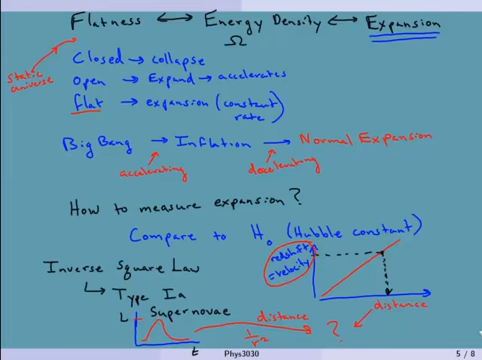 Flatness ⟷ Energy Density ⟷ Expansion
Ω
static universe
Closed → collapse
Open → Expand → accelerates
flat → expansion (constant rate)
Big Bang → Inflation → Normal Expansion
accelerating
decelerating
How to measure expansion?
Compare to H₀ (Hubble constant)
redshift = velocity
Inverse Square Law
↳ Type Ia Supernovae
distance
L
t
distance
1/r²
?
Phys3030
5 / 8